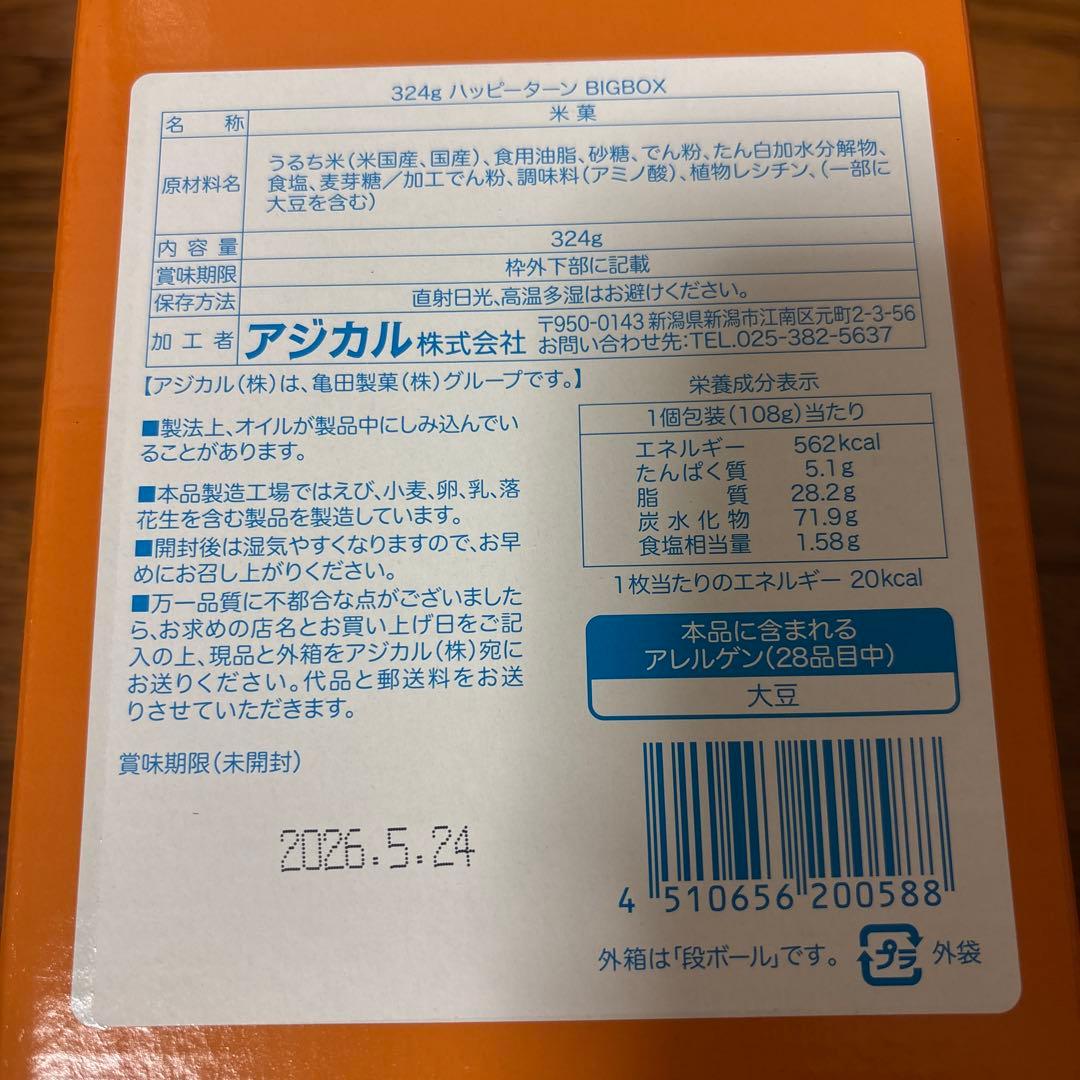 324g ハッピーターン BIGBOX
名 称 米菓
原材料名 うるち米(米国産、国産)、食用油脂、砂糖、でん粉、たん白加水分解物、
食塩、麦芽糖／加工でん粉、調味料(アミノ酸)、植物レシチン、(一部に
大豆を含む)
内容量 324g
賞味期限 枠外下部に記載
保存方法 直射日光、高温多湿はお避けください。
加工者 アジカル株式会社 〒950-0143 新潟県新潟市江南区元町2-3-56
お問い合わせ先:TEL.025-382-5637
【アジカル(株)は、亀田製菓(株)グループです。】
■製法上、オイルが製品中にしみ込んでい
ることがあります。
■本品製造工場ではえび、小麦、卵、乳、落
花生を含む製品を製造しています。
■開封後は湿気やすくなりますので、お早
めにお召し上がりください。
■万一品質に不都合な点がございました
ら、お求めの店名とお買い上げ日をご記
入の上、現品と外箱をアジカル(株)宛に
お送りください。代品と郵送料をお送
りさせていただきます。
賞味期限(未開封)
2026.5.24
栄養成分表示
1個包装(108g)当たり
エネルギー 562kcal
たんぱく質 5.1g
脂質 28.2g
炭水化物 71.9g
食塩相当量 1.58g
1枚当たりのエネルギー 20kcal
本品に含まれる
アレルゲン(28品目中)
大豆
4 510656 200588
外箱は「段ボール」です。 プラ 外袋